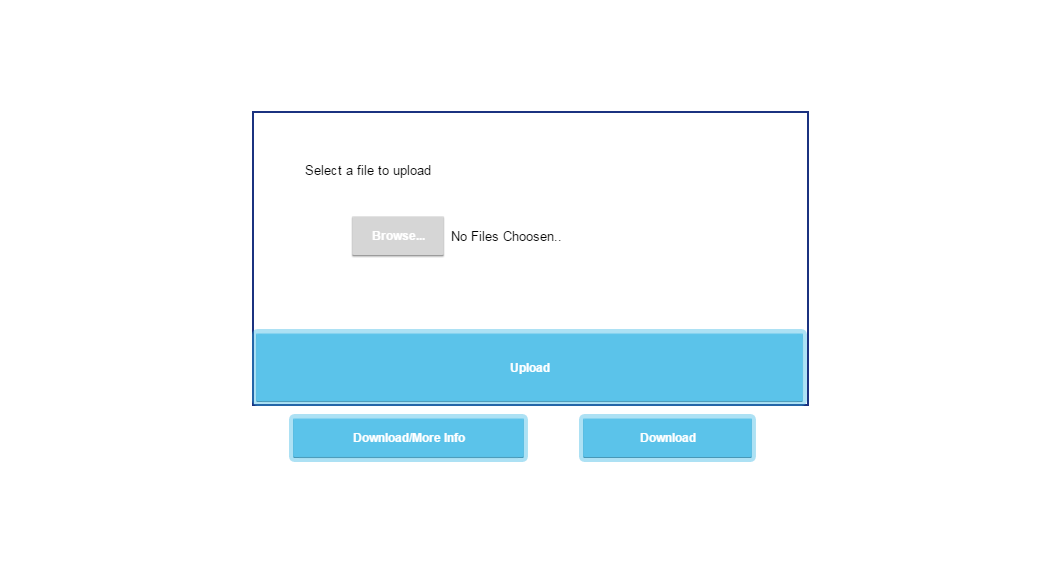 Select a file to upload
Browse... No Files Choosen..
Upload
Download/More Info Download